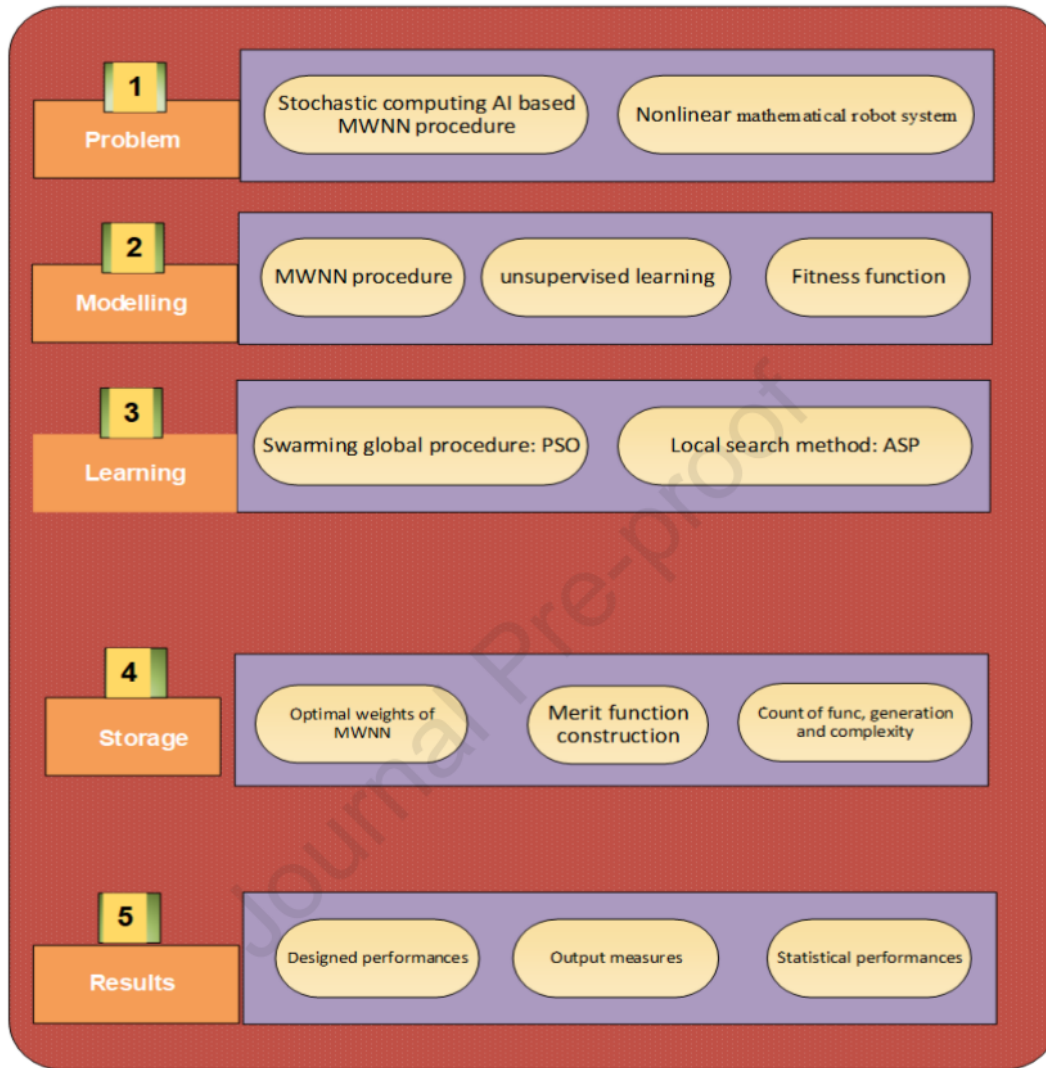 1
Problem
Stochastic computing AI based
MWNN procedure
Nonlinear mathematical robot system
2
Modelling
MWNN procedure
unsupervised learning
Fitness function
3
Learning
Swarming global procedure: PSO
Local search method: ASP
4
Storage
Optimal weights of
MWNN
Merit function
construction
Count of func, generation
and complexity
5
Results
Designed performances
Output measures
Statistical performances
Journal Pre-proof